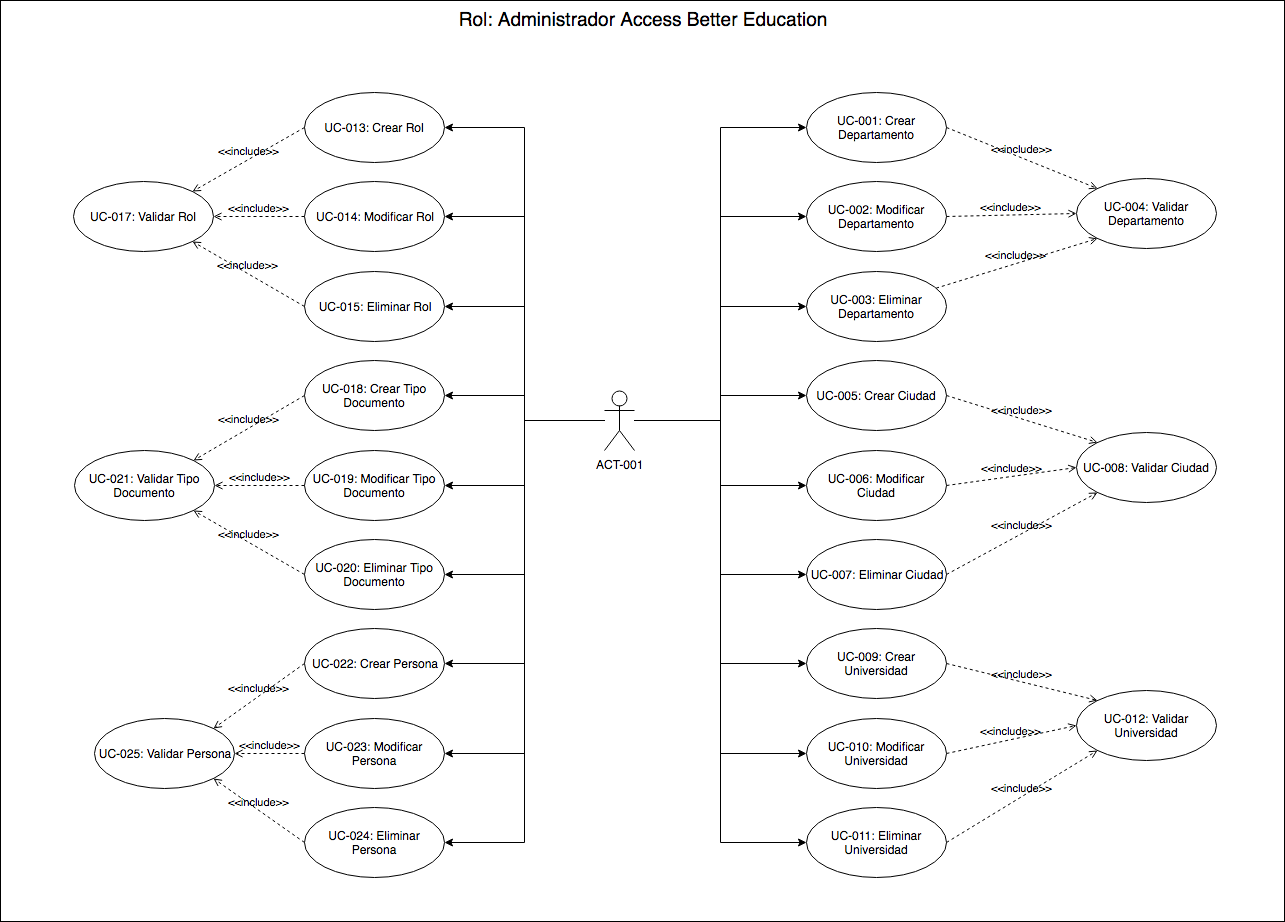 Rol: Administrador Access Better Education
UC-013: Crear Rol
<<include>>
UC-017: Validar Rol
<<include>>
UC-014: Modificar Rol
<<include>>
UC-015: Eliminar Rol
UC-018: Crear Tipo
Documento
<<include>>
UC-021: Validar Tipo
Documento
<<include>>
UC-019: Modificar Tipo
Documento
<<include>>
UC-020: Eliminar Tipo
Documento
UC-022: Crear Persona
<<include>>
UC-025: Validar Persona
<<include>>
UC-023: Modificar
Persona
<<include>>
UC-024: Eliminar
Persona
ACT-001
UC-001: Crear
Departamento
<<include>>
UC-002: Modificar
Departamento
<<include>>
UC-004: Validar
Departamento
<<include>>
UC-003: Eliminar
Departamento
UC-005: Crear Ciudad
<<include>>
UC-006: Modificar
Ciudad
<<include>>
UC-008: Validar Ciudad
<<include>>
UC-007: Eliminar Ciudad
UC-009: Crear
Universidad
<<include>>
UC-010: Modificar
Universidad
<<include>>
UC-012: Validar
Universidad
<<include>>
UC-011: Eliminar
Universidad